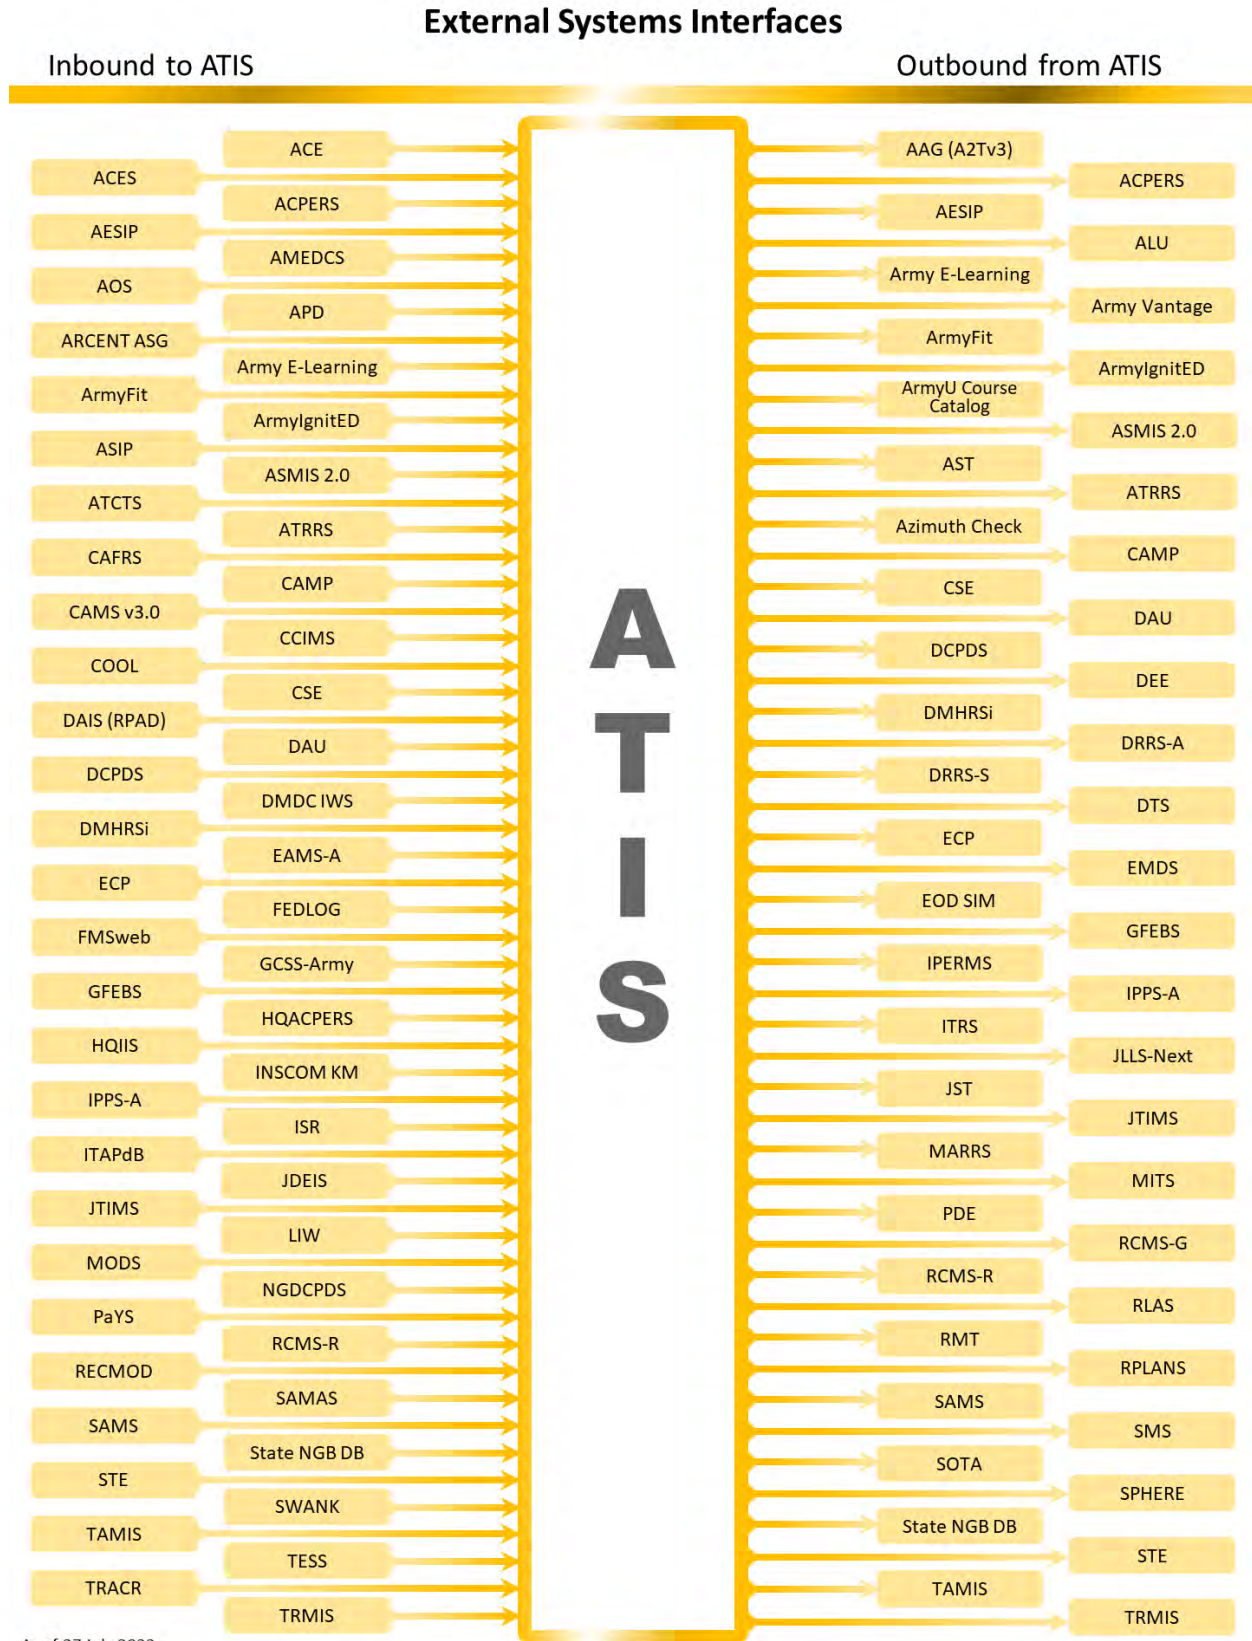 External Systems Interfaces
Inbound to ATIS
Outbound from ATIS
ACE
ACES
ACPERS
AESIP
AMEDCS
AOS
APD
ARCENT ASG
Army E-Learning
ArmyFit
ArmyIgnitED
ASIP
ASMIS 2.0
ATCTS
ATRRS
CAFRS
CAMP
CAMS v3.0
CCIMS
COOL
CSE
DAIS (RPAD)
DAU
DCPDS
DMDC IWS
DMHRSi
EAMS-A
ECP
FEDLOG
FMSweb
GCSS-Army
GFEBS
HQACPERS
HQIIS
INSCOM KM
IPPS-A
ISR
ITAPdB
JDEIS
JTIMS
LIW
MODS
NGDCPDS
PaYS
RCMS-R
RECMOD
SAMAS
SAMS
State NGB DB
STE
SWANK
TAMIS
TESS
TRACR
TRMIS
A
T
I
S
AAG (A2Tv3)
ACPERS
AESIP
ALU
Army E-Learning
Army Vantage
ArmyFit
ArmyIgnitED
ArmyU Course
Catalog
ASMIS 2.0
AST
ATRRS
Azimuth Check
CAMP
CSE
DAU
DCPDS
DEE
DMHRSi
DRRS-A
DRRS-S
DTS
ECP
EMDS
EOD SIM
GFEBS
IPERMS
IPPS-A
ITRS
JLLS-Next
JST
JTIMS
MARRS
MITS
PDE
RCMS-G
RCMS-R
RLAS
RMT
RPLANS
SAMS
SMS
SOTA
SPHERE
State NGB DB
STE
TAMIS
TRMIS